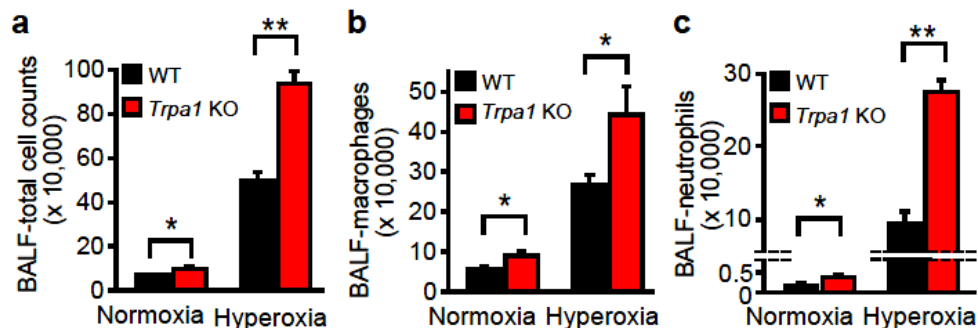 a
BALF-total cell counts
(x 10,000)
100
80
60
40
20
0
WT
Trpa1 KO
*
**
Normoxia
Hyperoxia
b
BALF-macrophages
(x 10,000)
50
40
30
20
10
0
WT
Trpa1 KO
*
*
Normoxia
Hyperoxia
c
BALF-neutrophils
(x 10,000)
30
10
0.5
0
WT
Trpa1 KO
*
**
Normoxia
Hyperoxia